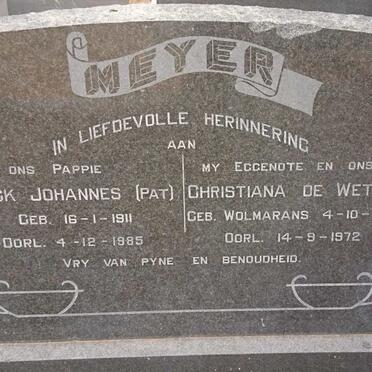 MEYER
IN LIEFDEVOLLE HERINNERING
AAN
ONS PAPPIE
JOHANNES (PAT)
GEB. 16-1-1911
OORL. 4-12-1985
MY EGGENOTE EN ONS
CHRISTIANA DE WET
GEB. WOLMARANS 4-10-
OORL. 14-9-1972
VRY VAN PYNE EN BENOUDHEID.